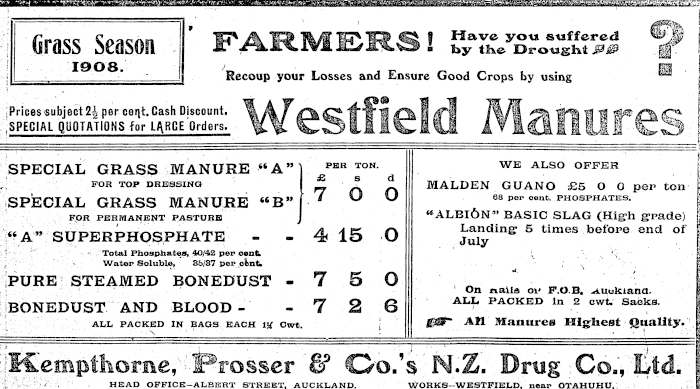 Grass Season
1908.
FARMERS!
Have you suffered
by the Drought
?
Recoup your Losses and Ensure Good Crops by using
Prices subject 2½ per cent. Cash Discount.
SPECIAL QUOTATIONS for LARGE Orders.
Westfield Manures
PER TON.
£ s d
SPECIAL GRASS MANURE "A"
FOR TOP DRESSING
SPECIAL GRASS MANURE "B"
FOR PERMANENT PASTURE
7 0 0
"A" SUPERPHOSPHATE - - 4 15 0
Total Phosphates, 40/42 per cent.
Water Soluble, 35/37 per cent.
PURE STEAMED BONEDUST - 7 5 0
BONEDUST AND BLOOD - - 7 2 6
ALL PACKED IN BAGS EACH 1½ Cwt.
WE ALSO OFFER
MALDEN GUANO £5 0 0 per ton
68 per cent. PHOSPHATES.
"ALBION" BASIC SLAG (High grade)
Landing 5 times before end of
July
On Rails or F.O.B. Auckland.
ALL PACKED in 2 cwt. Sacks.
All Manures Highest Quality.
Kempthorne, Prosser & Co.'s N.Z. Drug Co., Ltd.
HEAD OFFICE—ALBERT STREET, AUCKLAND. WORKS—WESTFIELD, near OTAHUHU.